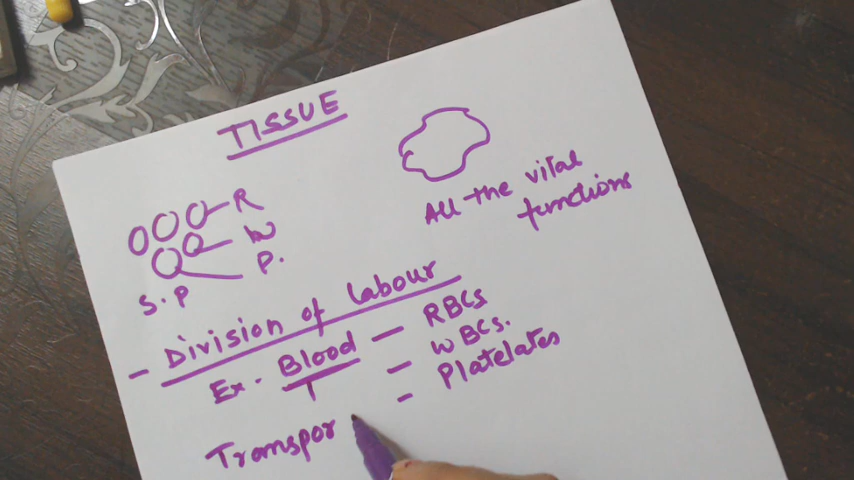 TISSUE
R
W
P.
S.P
All the vital
functions
- Division of labour
Ex. Blood - RBCs
- WBCs.
- Platelates
Transpor